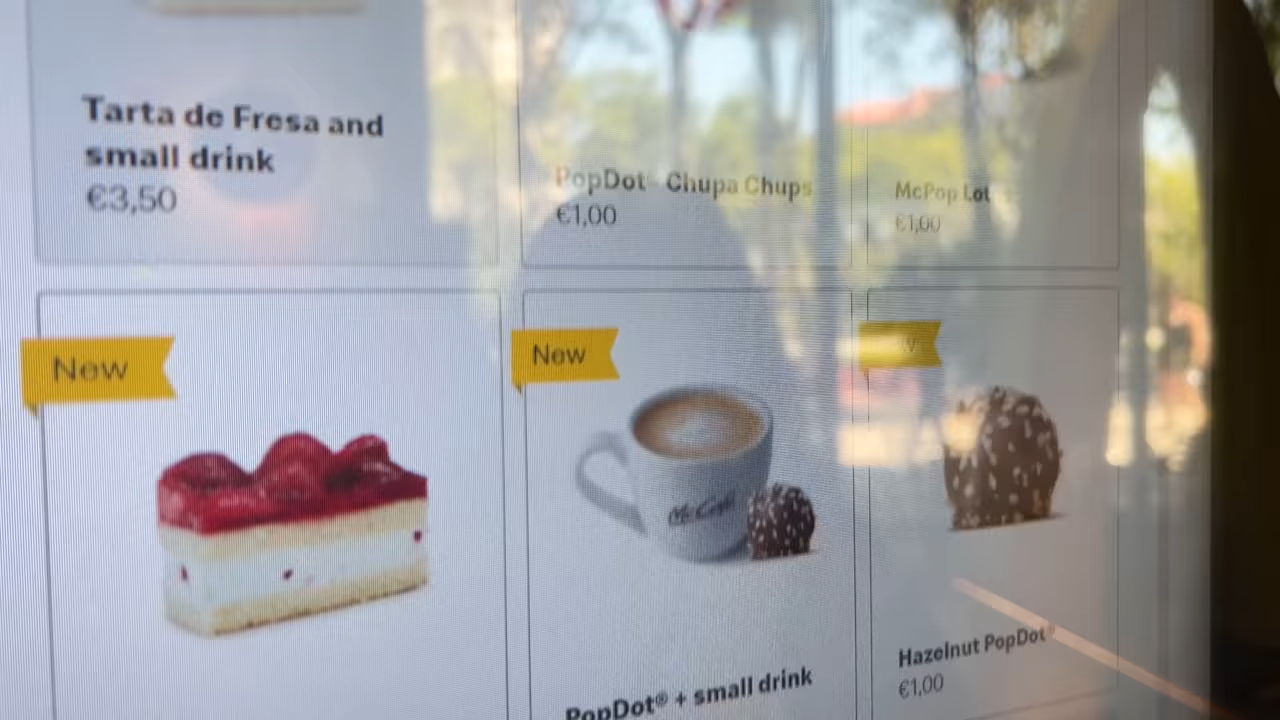 Tarta de Fresa and
small drink
€3,50
PopDot® Chupa Chups
€1,00
McPop Lot
€1,00
New
New
McCafé
PopDot® + small drink
Hazelnut PopDot®
€1,00